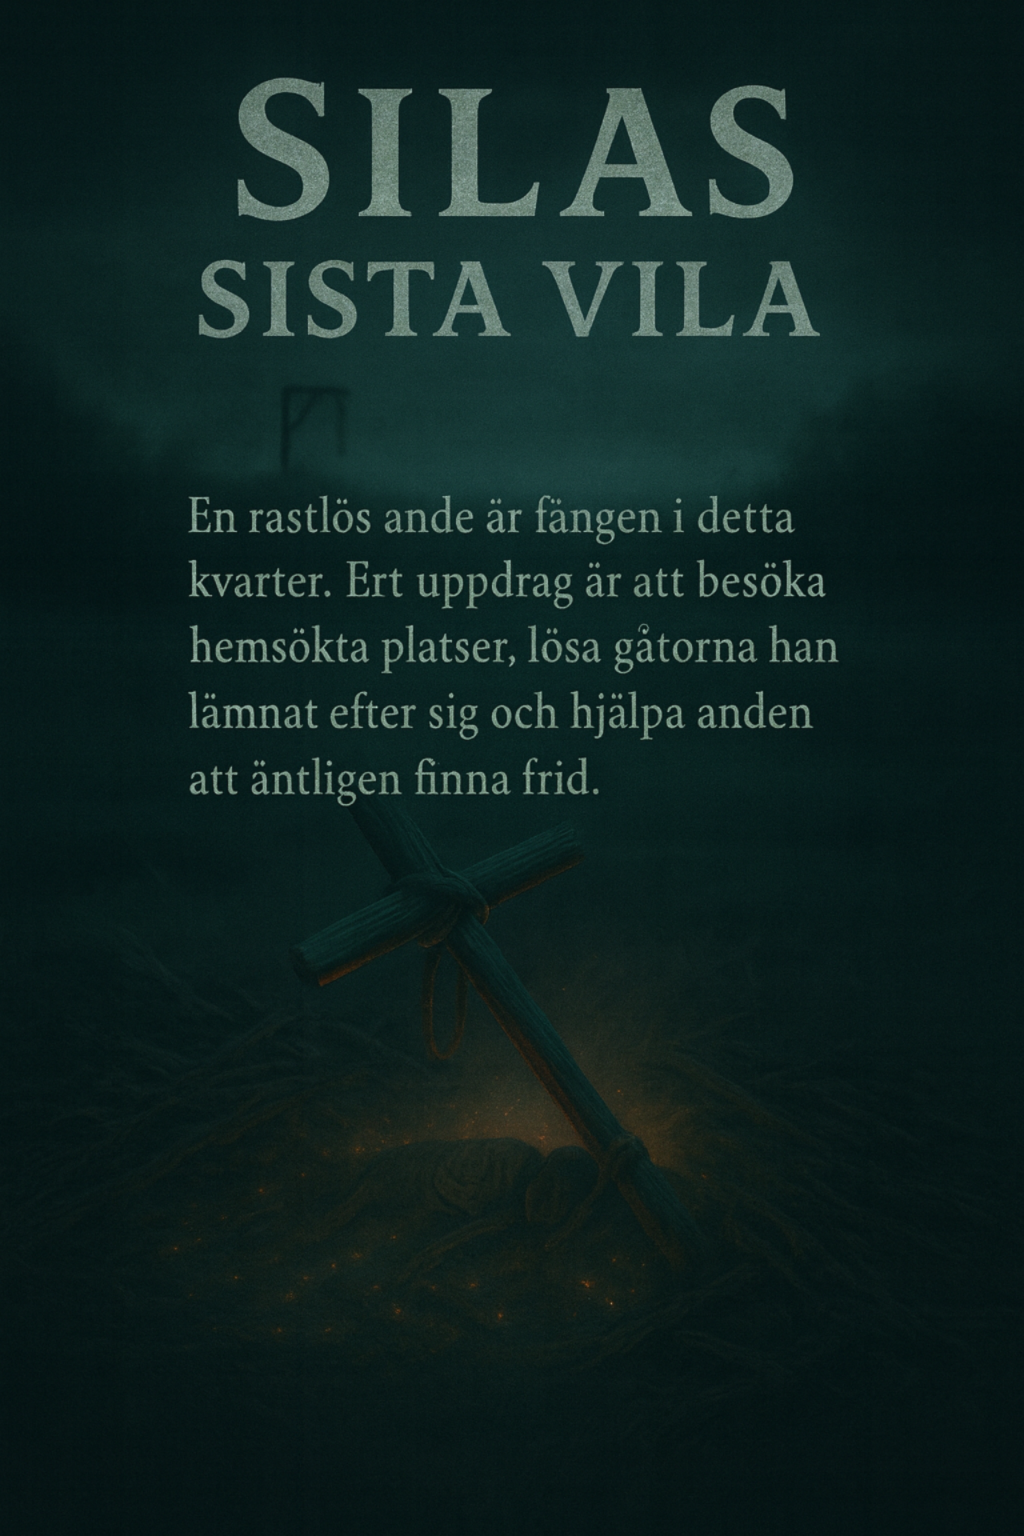 SILAS
SISTA VILA
En rastlös ande är fängen i detta
kvarter. Ert uppdrag är att besöka
hemsökta platser, lösa gåtorna han
lämnat efter sig och hjälpa anden
att äntligen finna frid.